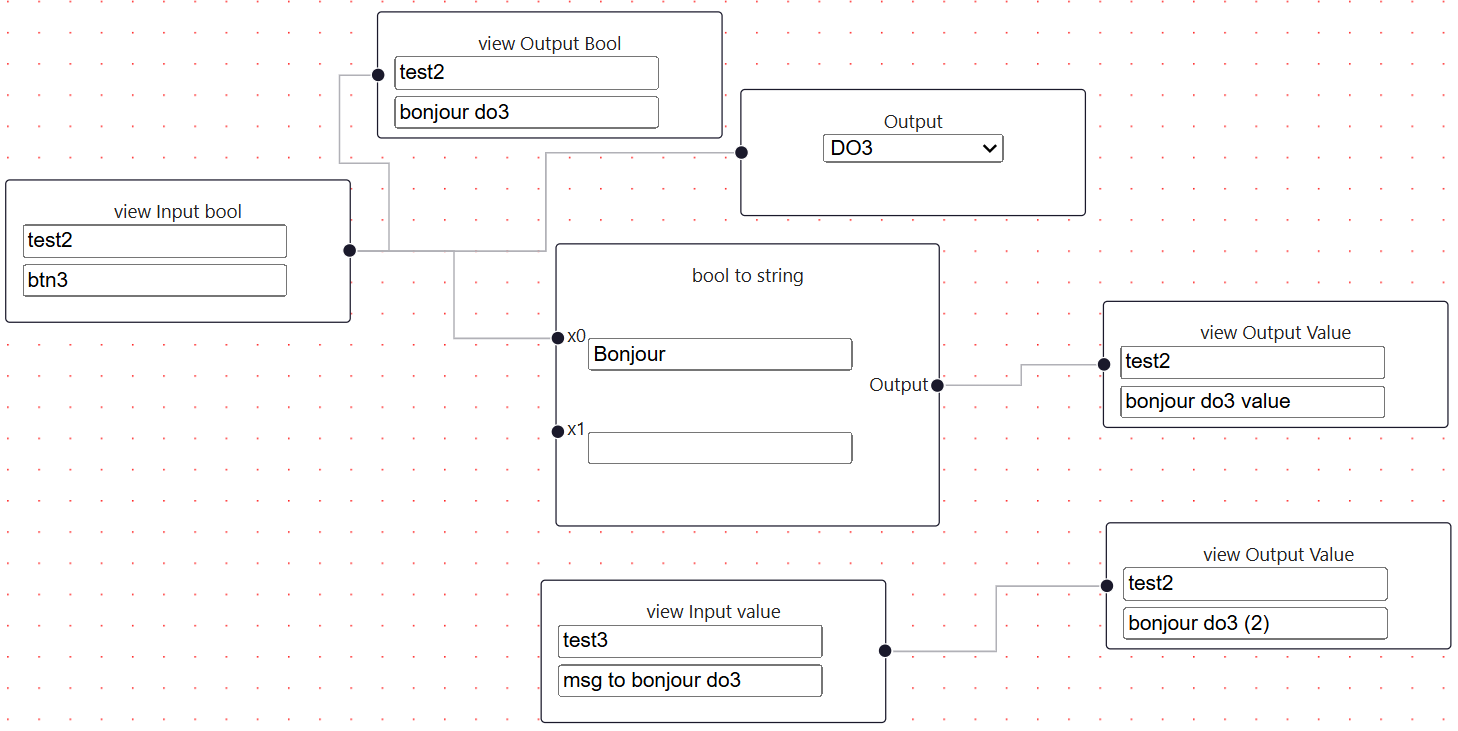 view Output Bool
test2
bonjour do3
Output
DO3
view Input bool
test2
btn3
bool to string
x0
Bonjour
Output
x1
view Output Value
test2
bonjour do3 value
view Output Value
test2
bonjour do3 (2)
view Input value
test3
msg to bonjour do3